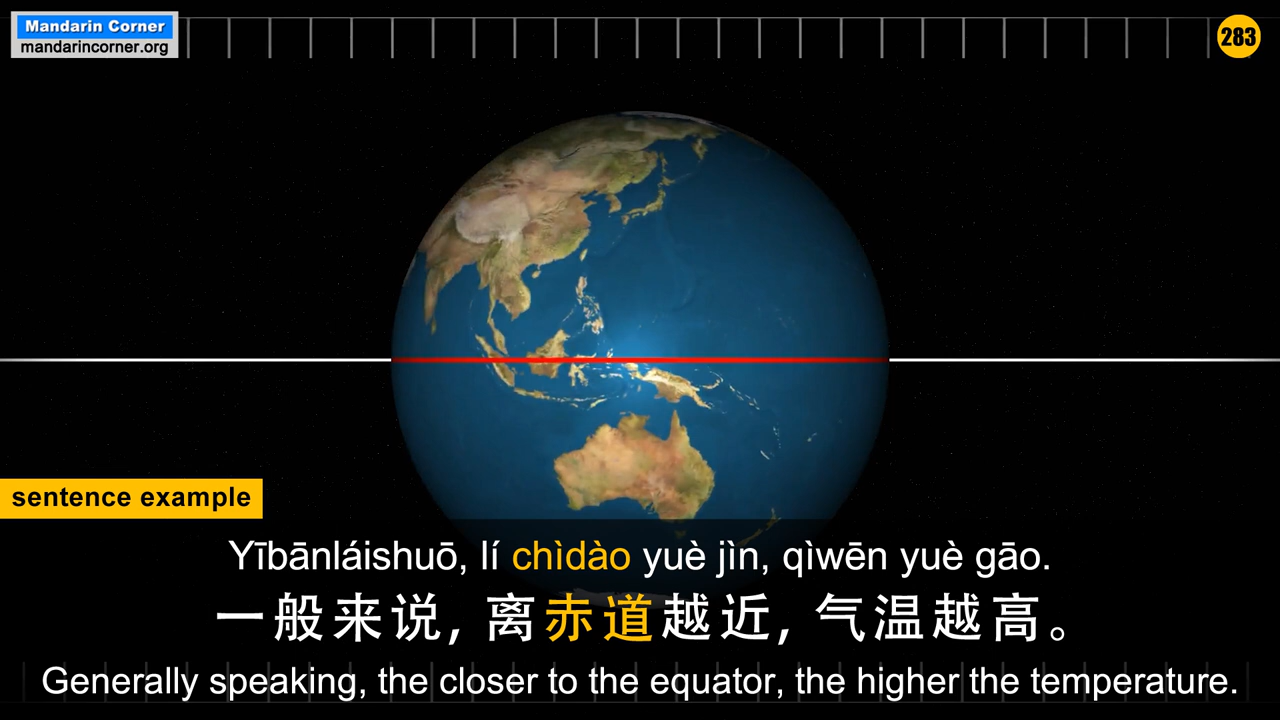 Mandarin Corner
mandarincorner.org
283
sentence example
Yībānláishuō, lí chìdào yuè jìn, qìwēn yuè gāo.
一般来说, 离赤道越近, 气温越高。
Generally speaking, the closer to the equator, the higher the temperature.